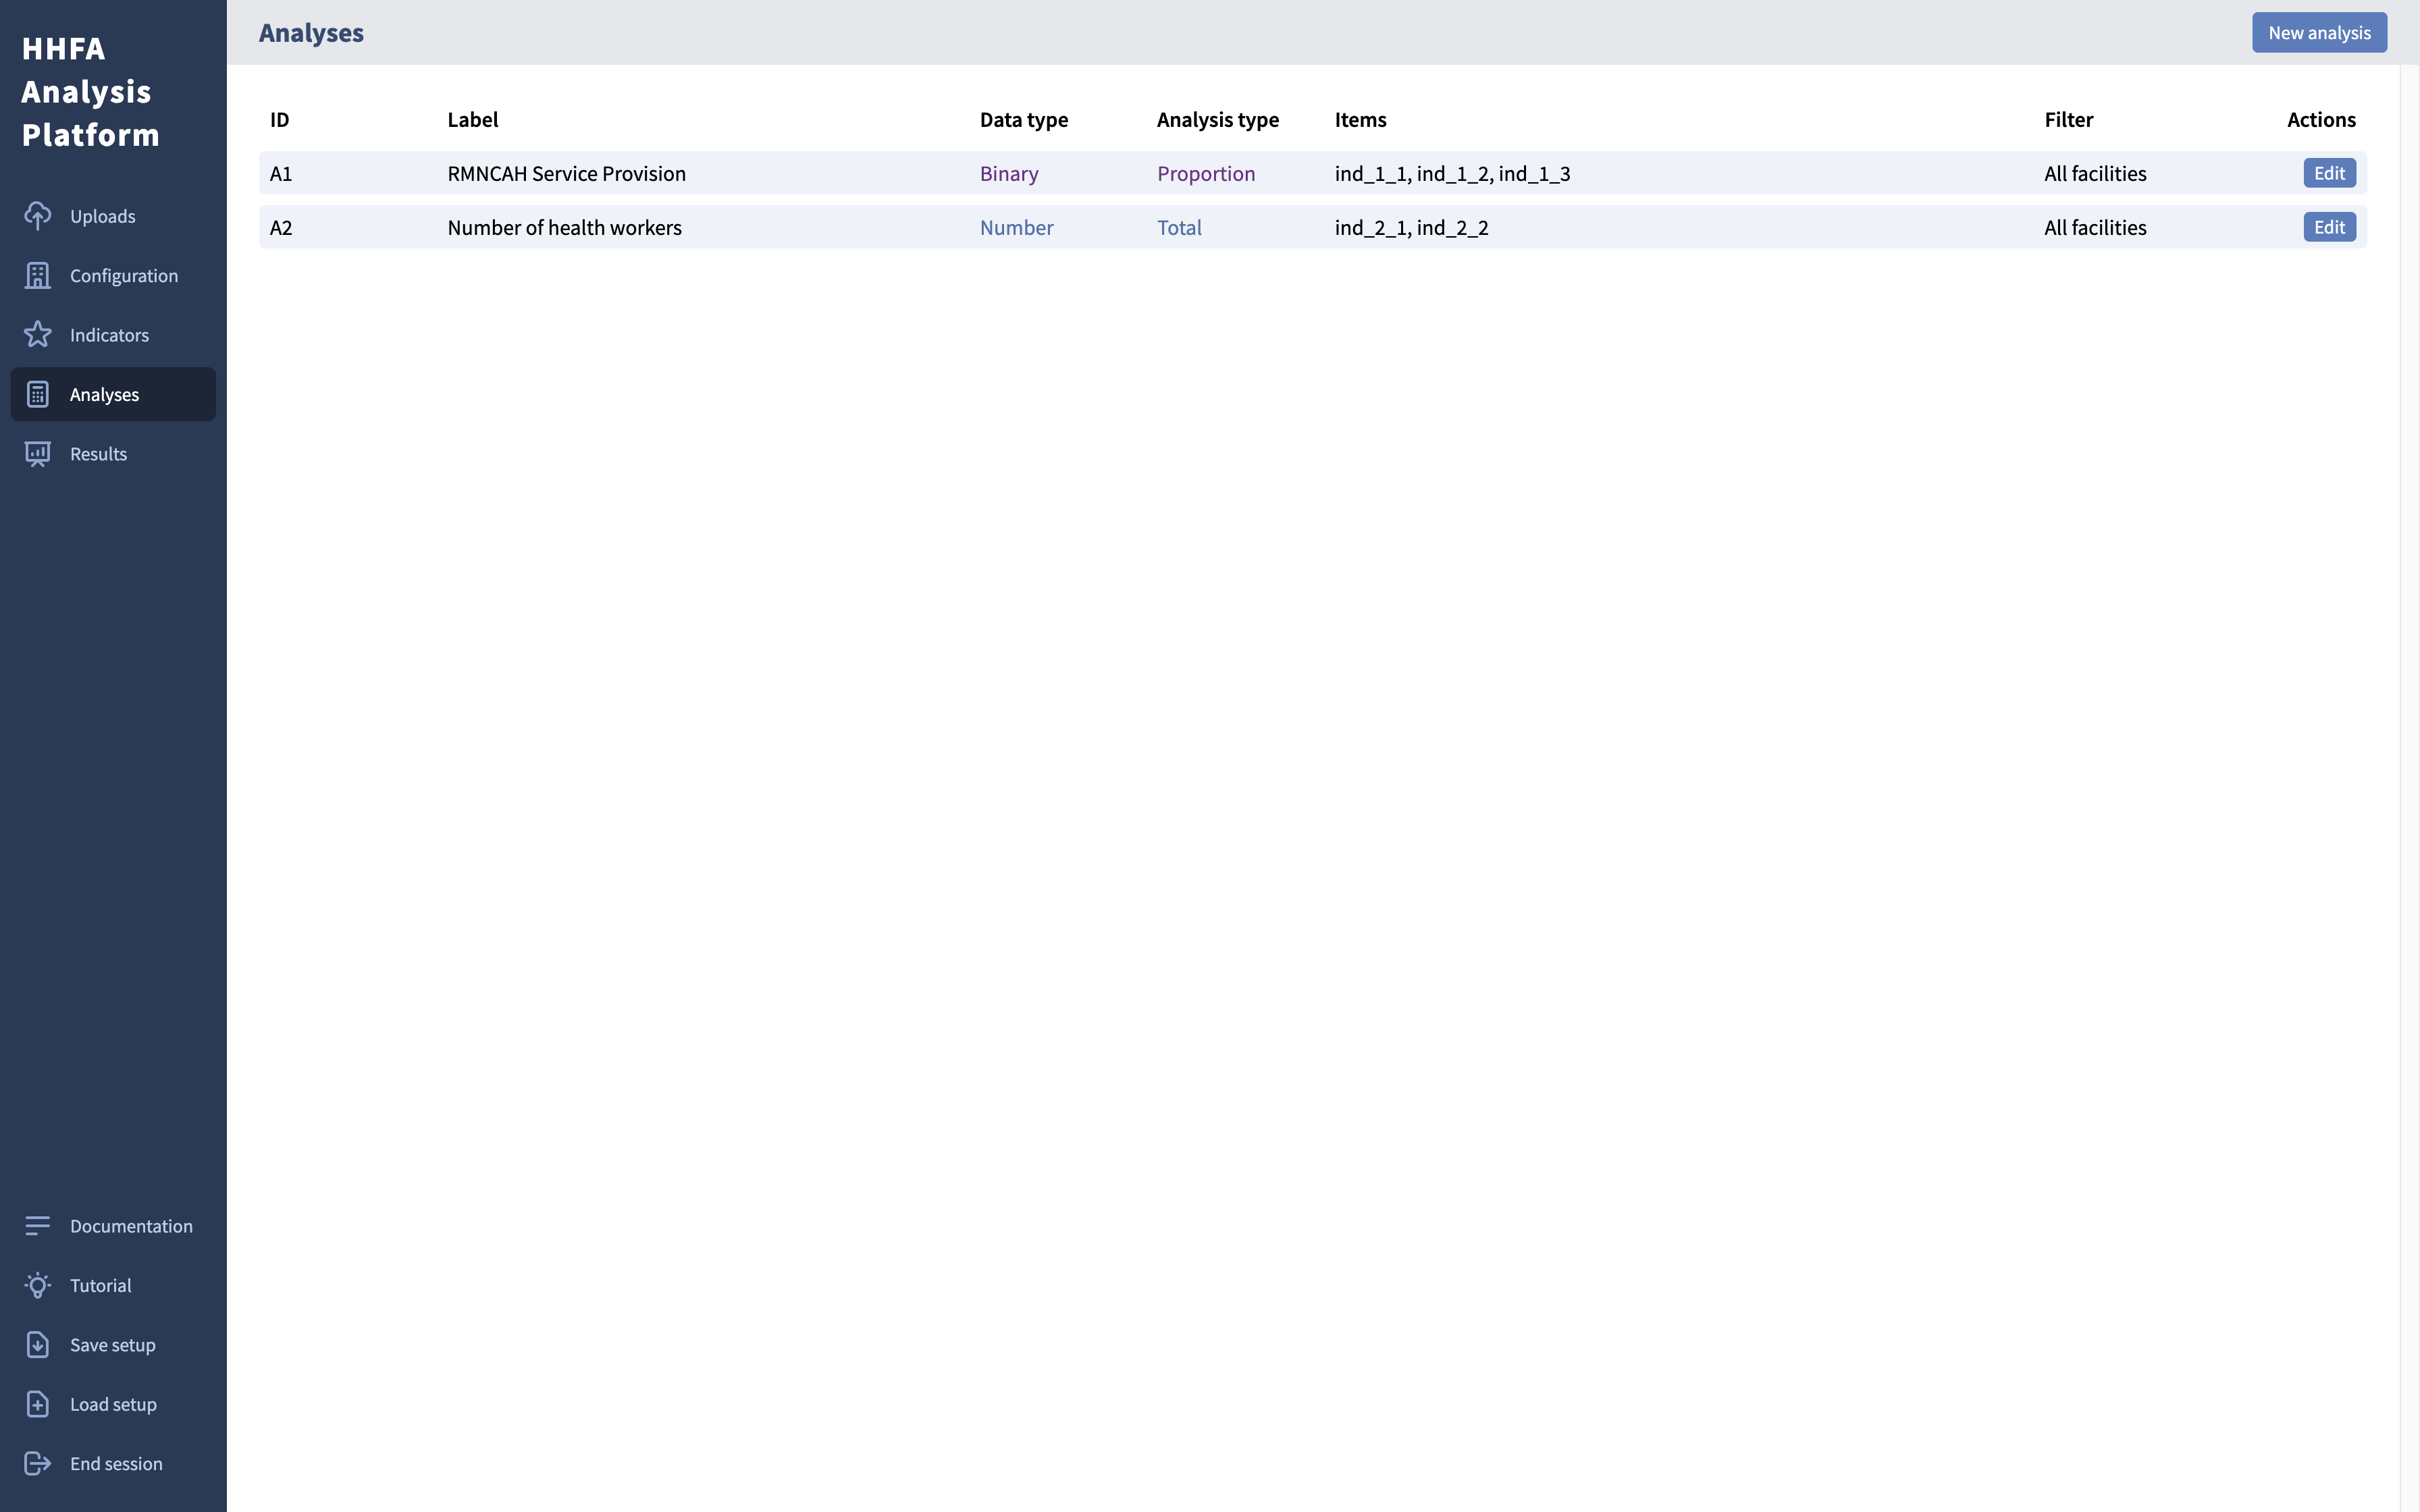 HHFA
Analysis
Platform
Uploads
Configuration
Indicators
Analyses
Results
Documentation
Tutorial
Save setup
Load setup
End session
Analyses
New analysis
ID Label Data type Analysis type Items Filter Actions
A1 RMNCAH Service Provision Binary Proportion ind_1_1, ind_1_2, ind_1_3 All facilities Edit
A2 Number of health workers Number Total ind_2_1, ind_2_2 All facilities Edit